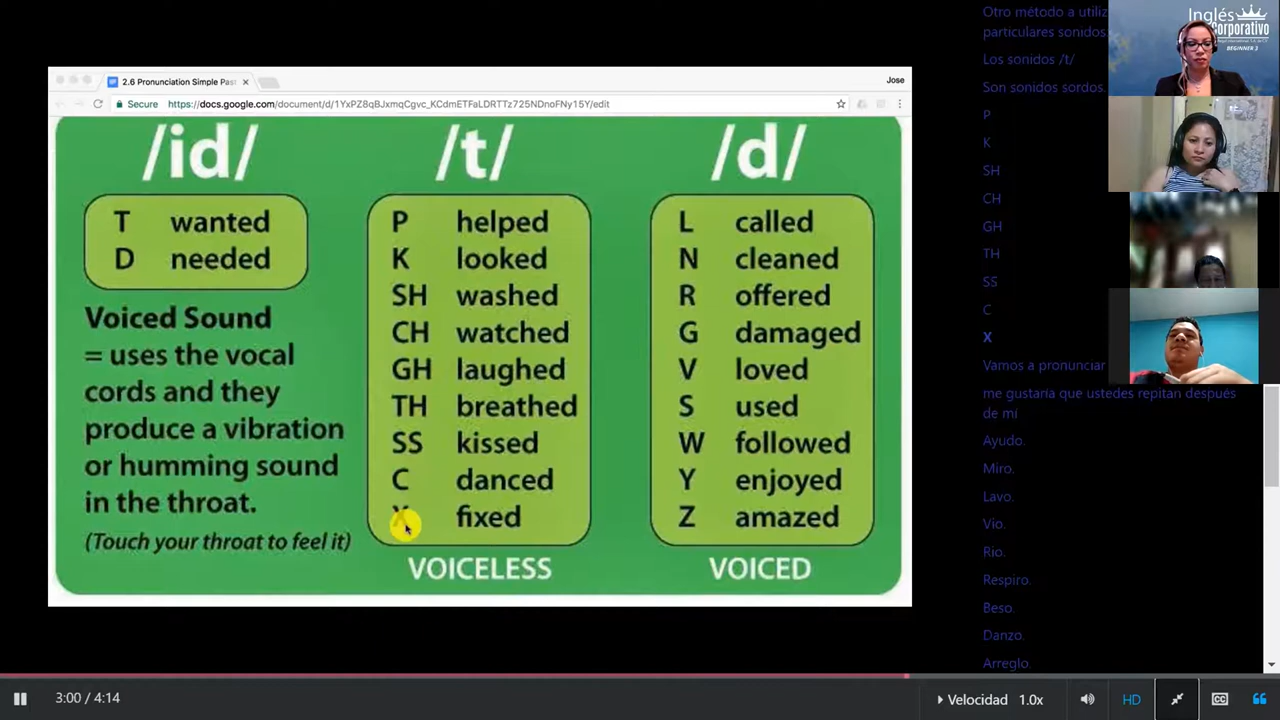 2.6 Pronunciation Simple Pas
Jose
Secure https://docs.google.com/document/d/1YxPZ8qBJxmqCgvc_KCdmETFaLDRTTz725NDnoFNy15Y/edit
/id/
T wanted
D needed
Voiced Sound
= uses the vocal
cords and they
produce a vibration
or humming sound
in the throat.
(Touch your throat to feel it)
/t/
P helped
K looked
SH washed
CH watched
GH laughed
TH breathed
SS kissed
C danced
X fixed
VOICELESS
/d/
L called
N cleaned
R offered
G damaged
V loved
S used
W followed
Y enjoyed
Z amazed
VOICED
Otro método a utiliz
particulares sonidos
Los sonidos /t/
Son sonidos sordos.
P
K
SH
CH
GH
TH
SS
C
X
Vamos a pronunciar
me gustaría que ustedes repitan después
de mí
Ayudo.
Miro.
Lavo.
Vio.
Rio.
Respiro.
Beso.
Danzo.
Arreglo.
Inglés
Corporativo
BEGINNER 3
3:00 / 4:14
Velocidad 1.0x
HD
CC